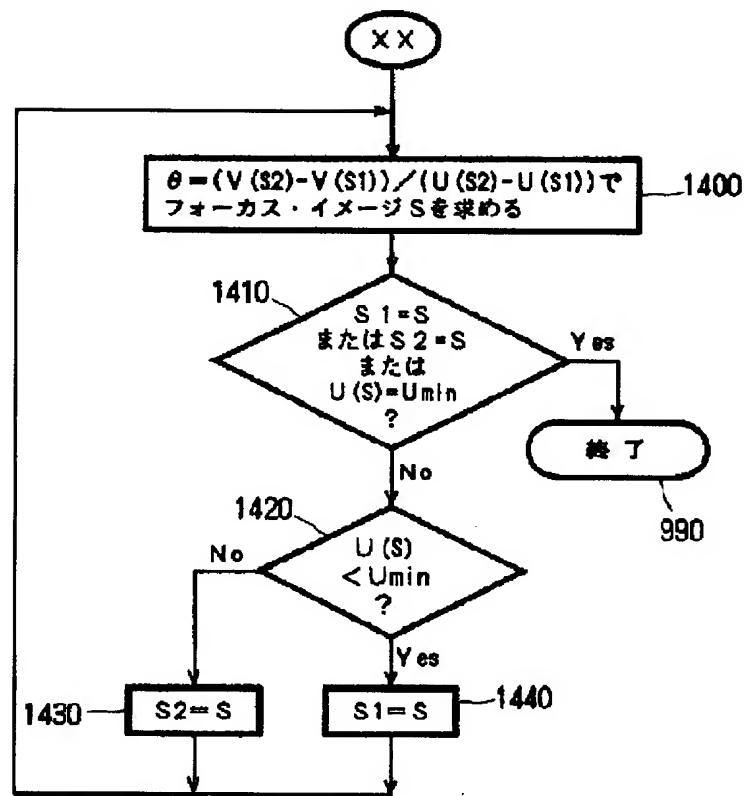 XX
θ=(V(S2)-V(S1))/(U(S2)-U(S1))で
フォーカス・イメージSを求める
1400
1410
S1=S
またはS2=S
または
U(S)=Umin
?
Yes
終了
990
No
1420
U(S)
<Umin
?
No
Yes
1430
S2=S
S1=S
1440